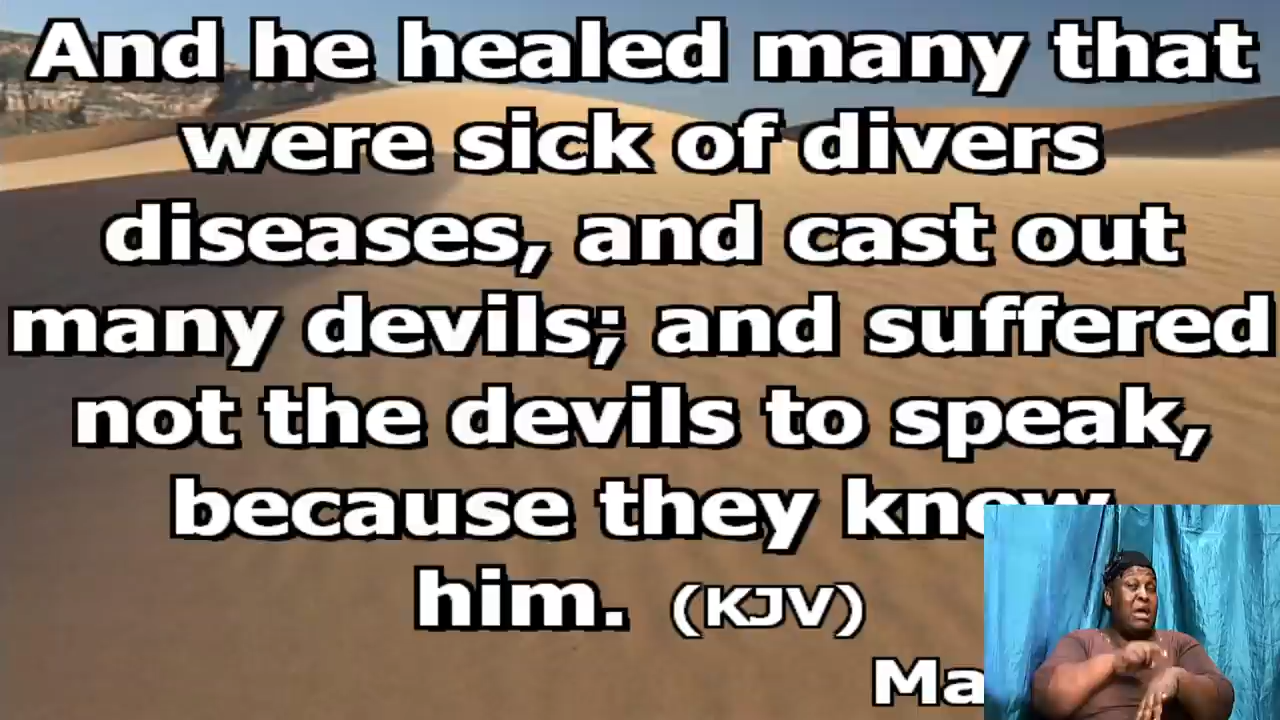 And he healed many that
were sick of divers
diseases, and cast out
many devils; and suffered
not the devils to speak,
because they knew
him. (KJV)
Ma